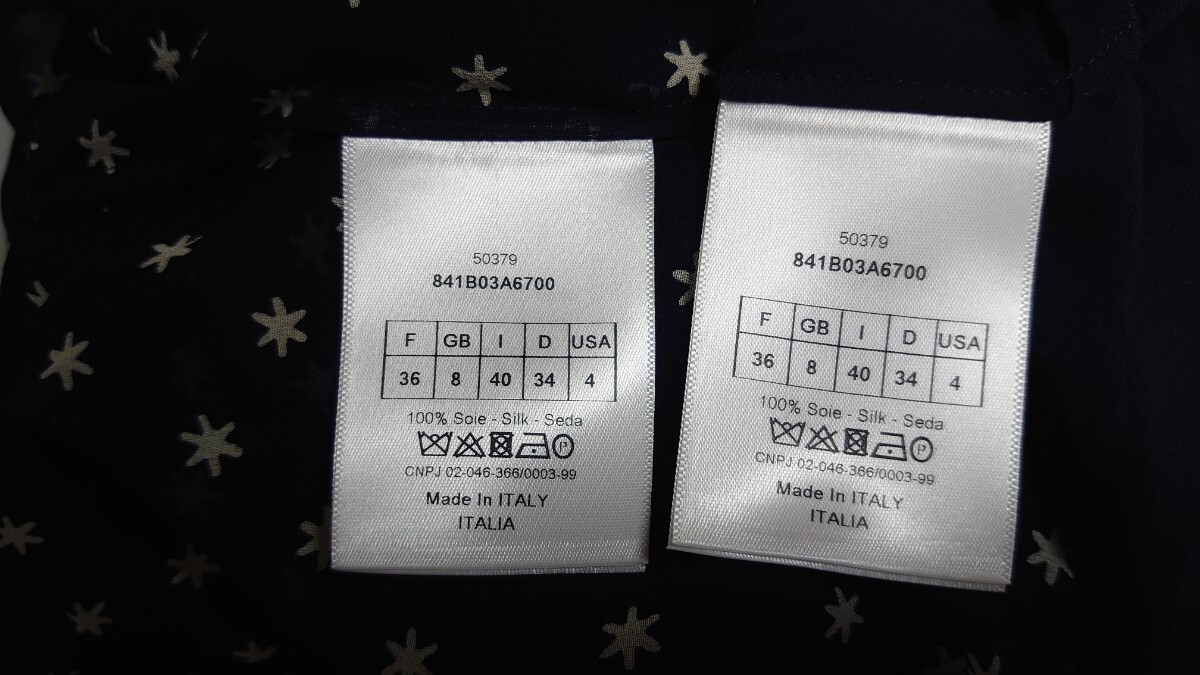 50379
841B03A6700
F GB I D USA
36 8 40 34 4
100% Soie - Silk - Seda
P
CNPJ 02-046-366/0003-99
Made In ITALY
ITALIA
50379
841B03A6700
F GB I D USA
36 8 40 34 4
100% Soie - Silk - Seda
P
CNPJ 02-046-366/0003-99
Made In ITALY
ITALIA